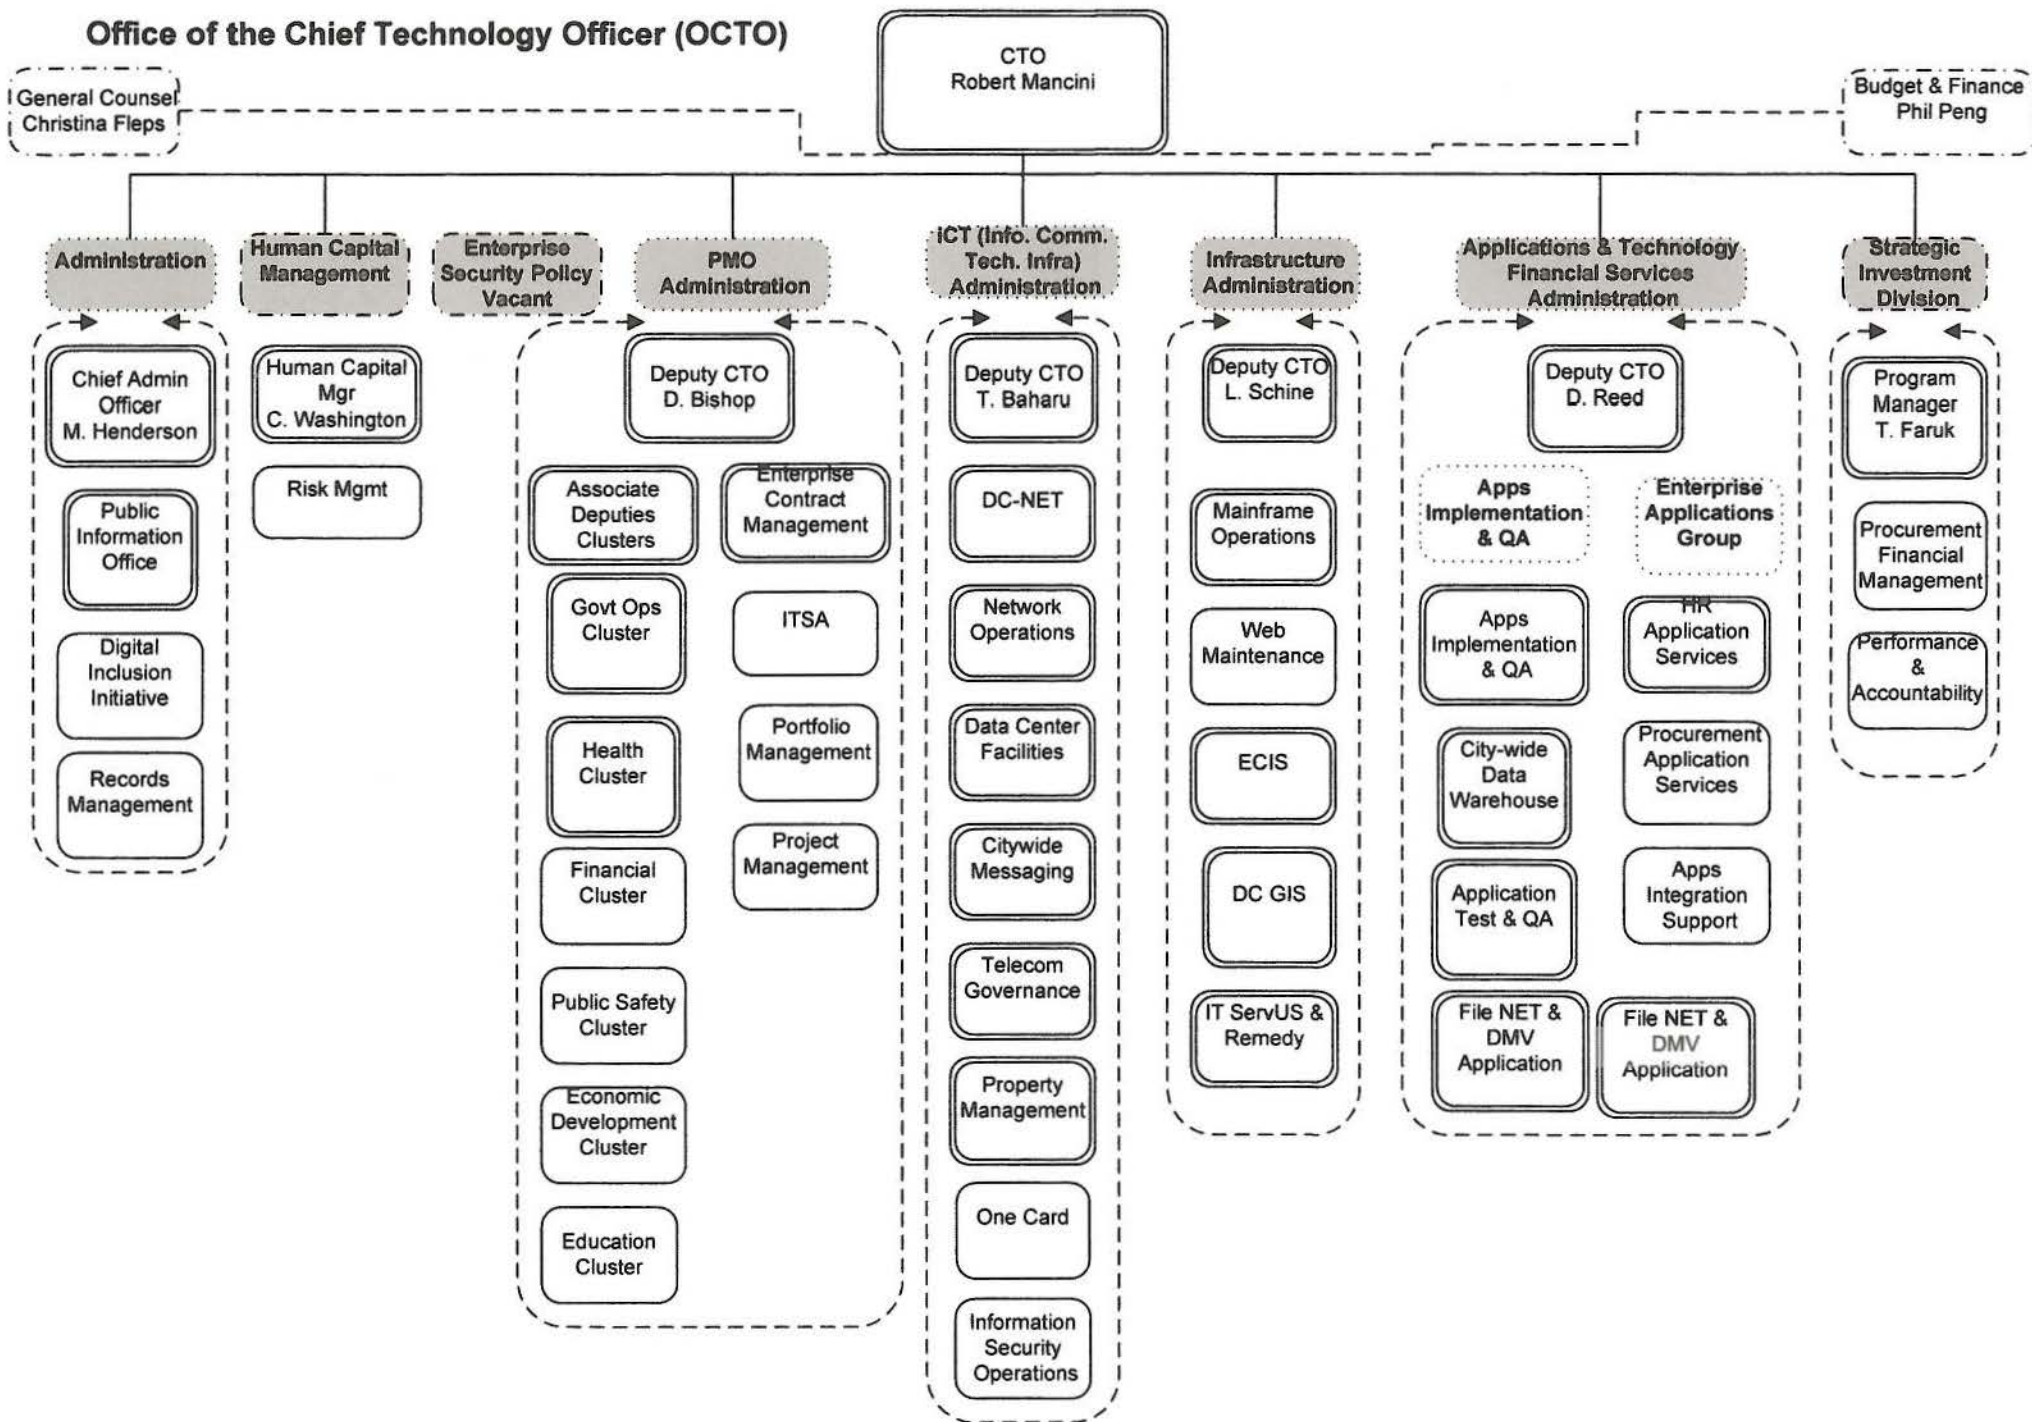 Office of the Chief Technology Officer (OCTO)
CTO
Robert Mancini
General Counsel
Christina Fleps
Budget & Finance
Phil Peng
Administration
Human Capital
Management
Enterprise
Security Policy
Vacant
PMO
Administration
ICT (Info. Comm.
Tech. Infra)
Administration
Infrastructure
Administration
Applications & Technology
Financial Services
Administration
Strategic
Investment
Division
Chief Admin
Officer
M. Henderson
Public
Information
Office
Digital
Inclusion
Initiative
Records
Management
Human Capital
Mgr
C. Washington
Risk Mgmt
Deputy CTO
D. Bishop
Associate
Deputies
Clusters
Govt Ops
Cluster
Health
Cluster
Financial
Cluster
Public Safety
Cluster
Economic
Development
Cluster
Education
Cluster
Enterprise
Contract
Management
ITSA
Portfolio
Management
Project
Management
Deputy CTO
T. Baharu
DC-NET
Network
Operations
Data Center
Facilities
Citywide
Messaging
Telecom
Governance
Property
Management
One Card
Information
Security
Operations
Deputy CTO
L. Schine
Mainframe
Operations
Web
Maintenance
ECIS
DC GIS
IT ServUS &
Remedy
Deputy CTO
D. Reed
Apps
Implementation
& QA
Apps
Implementation
& QA
City-wide
Data
Warehouse
Application
Test & QA
File NET &
DMV
Application
Enterprise
Applications
Group
HR
Application
Services
Procurement
Application
Services
Apps
Integration
Support
File NET &
DMV
Application
Program
Manager
T. Faruk
Procurement
Financial
Management
Performance
&
Accountability